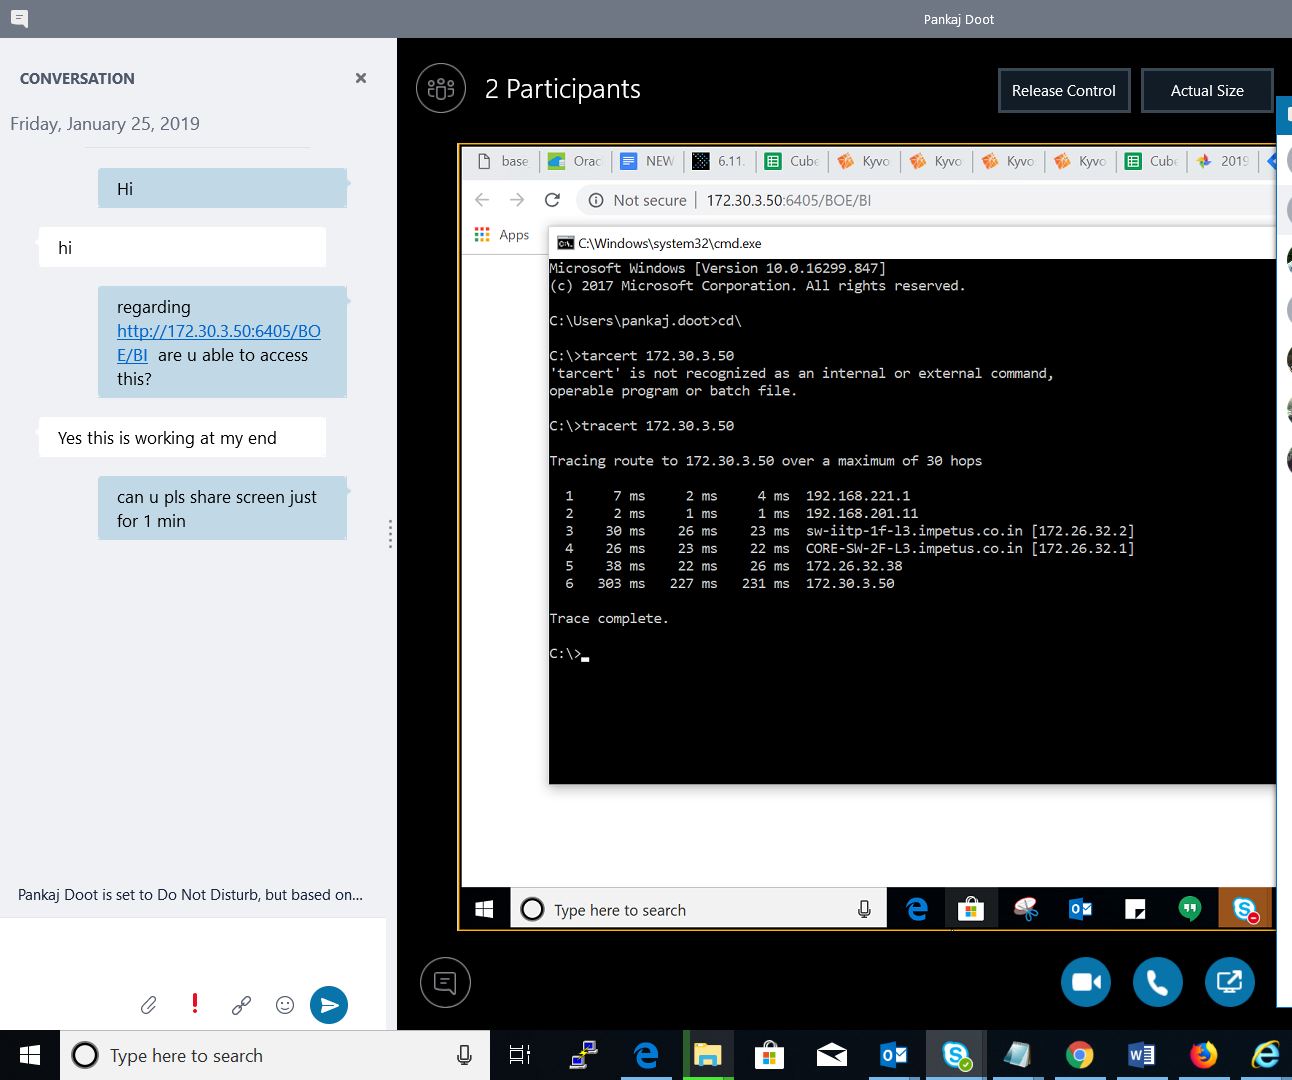 Pankaj Doot
CONVERSATION
Friday, January 25, 2019
Hi
hi
regarding
http://172.30.3.50:6405/BO
E/BI are u able to access
this?
Yes this is working at my end
can u pls share screen just
for 1 min
Pankaj Doot is set to Do Not Disturb, but based on...
2 Participants
Release Control
Actual Size
base
Orac
NEW
6.11.
Cube
Kyvo
Kyvo
Kyvo
Kyvo
Cube
2019
Not secure | 172.30.3.50:6405/BOE/BI
Apps
C:\Windows\system32\cmd.exe
Microsoft Windows [Version 10.0.16299.847]
(c) 2017 Microsoft Corporation. All rights reserved.
C:\Users\pankaj.doot>cd\
C:\>tarcert 172.30.3.50
'tarcert' is not recognized as an internal or external command,
operable program or batch file.
C:\>tracert 172.30.3.50
Tracing route to 172.30.3.50 over a maximum of 30 hops
1 7 ms 2 ms 4 ms 192.168.221.1
2 2 ms 1 ms 1 ms 192.168.201.11
3 30 ms 26 ms 23 ms sw-iitp-1f-l3.impetus.co.in [172.26.32.2]
4 26 ms 23 ms 22 ms CORE-SW-2F-L3.impetus.co.in [172.26.32.1]
5 38 ms 22 ms 26 ms 172.26.32.38
6 303 ms 227 ms 231 ms 172.30.3.50
Trace complete.
C:\>
Type here to search
Type here to search